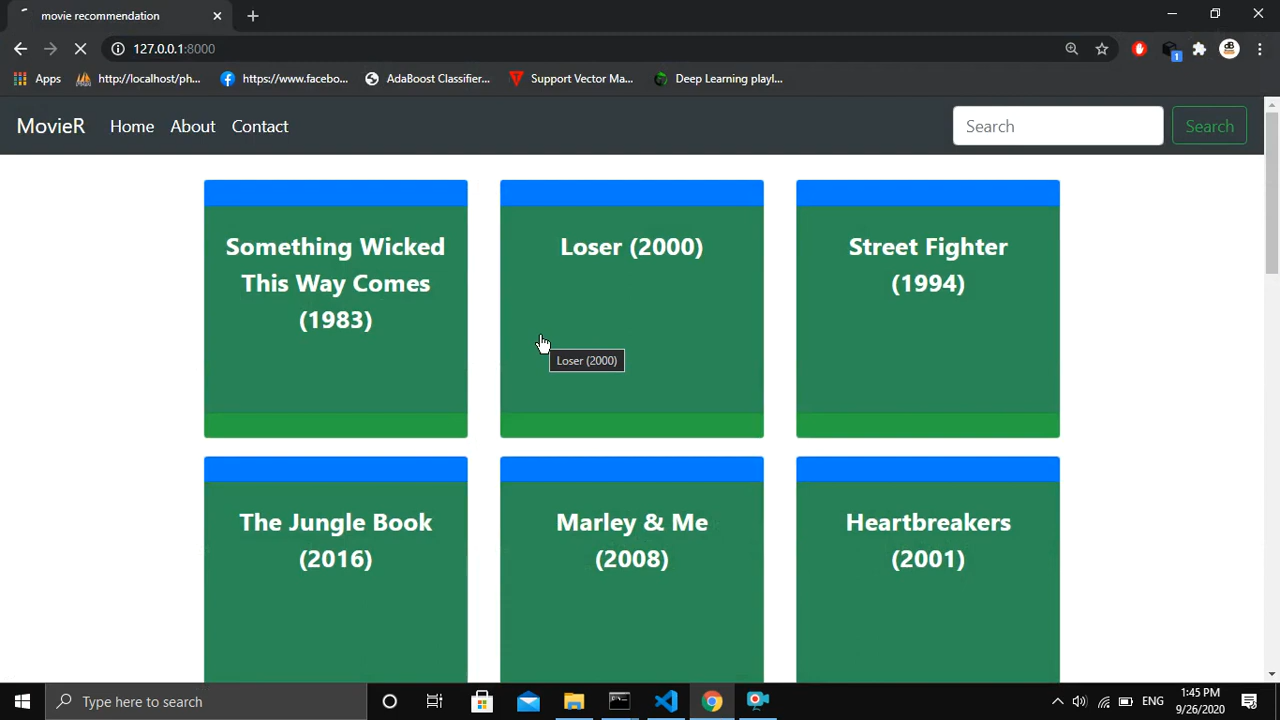 movie recommendation
127.0.0.1:8000
1
Apps http://localhost/ph... https://www.facebo... AdaBoost Classifier... Support Vector Ma... Deep Learning playl...
MovieR Home About Contact Search Search
Something Wicked
This Way Comes
(1983)
Loser (2000)
Loser (2000)
Street Fighter
(1994)
The Jungle Book
(2016)
Marley & Me
(2008)
Heartbreakers
(2001)
Type here to search
ENG
1:45 PM
9/26/2020